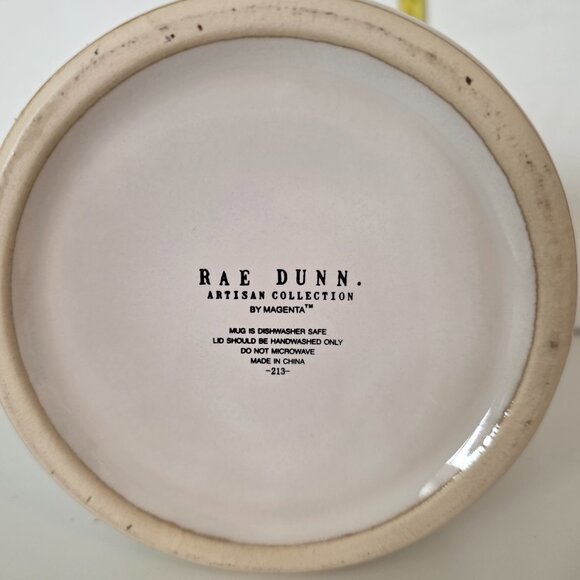 RAE DUNN.
ARTISAN COLLECTION
BY MAGENTA™
MUG IS DISHWASHER SAFE
LID SHOULD BE HANDWASHED ONLY
DO NOT MICROWAVE
MADE IN CHINA
-213-